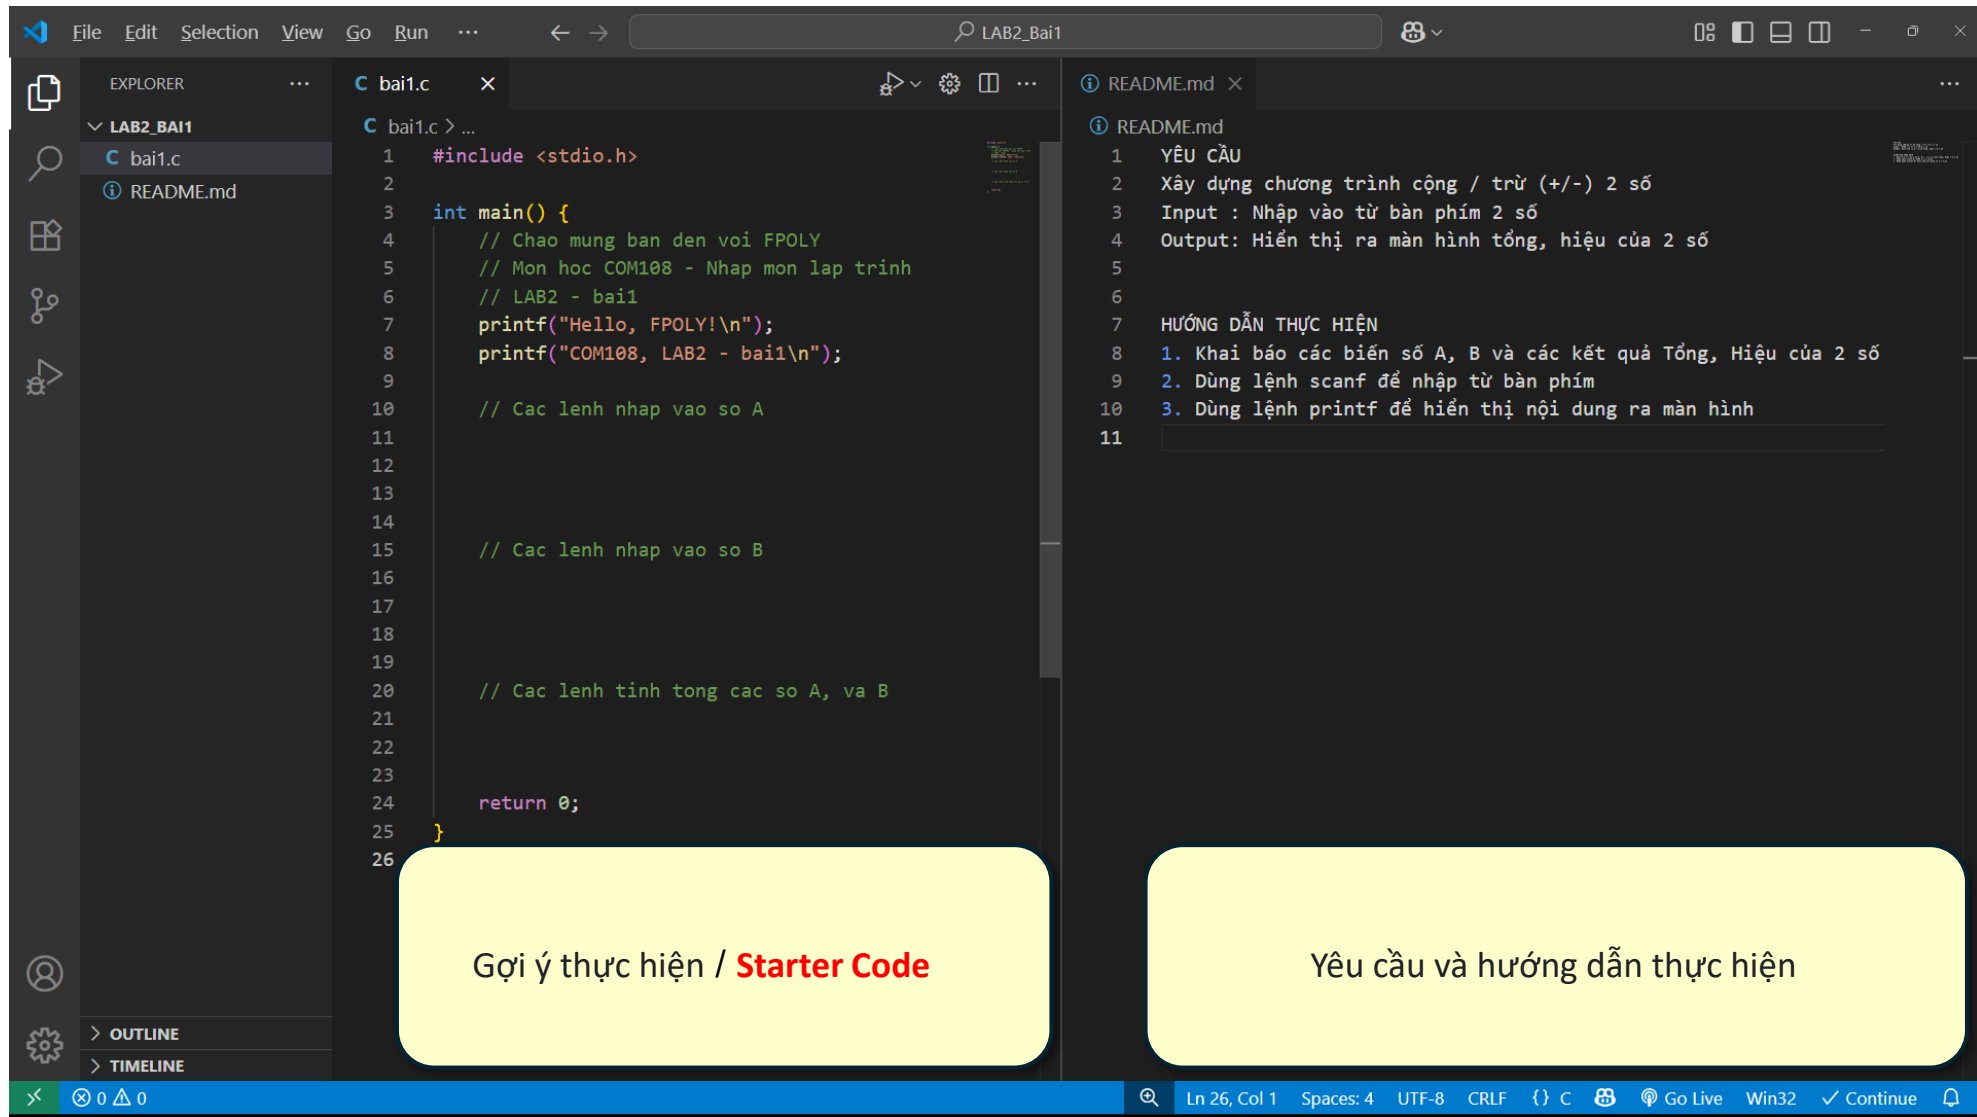 File Edit Selection View Go Run ...
LAB2_Bai1
EXPLORER
LAB2_BAI1
C bai1.c
README.md
OUTLINE
TIMELINE
C bai1.c
C bai1.c > ...
1 #include <stdio.h>
2
3 int main() {
4 // Chao mung ban den voi FPOLY
5 // Mon hoc COM108 - Nhap mon lap trinh
6 // LAB2 - bai1
7 printf("Hello, FPOLY!\n");
8 printf("COM108, LAB2 - bai1\n");
9
10 // Cac lenh nhap vao so A
11
12
13
14
15 // Cac lenh nhap vao so B
16
17
18
19
20 // Cac lenh tinh tong cac so A, va B
21
22
23
24 return 0;
25 }
26
Gợi ý thực hiện / Starter Code
README.md
README.md
1 YÊU CẦU
2 Xây dựng chương trình cộng / trừ (+/-) 2 số
3 Input : Nhập vào từ bàn phím 2 số
4 Output: Hiển thị ra màn hình tổng, hiệu của 2 số
5
6
7 HƯỚNG DẪN THỰC HIỆN
8 1. Khai báo các biến số A, B và các kết quả Tổng, Hiệu của 2 số
9 2. Dùng lệnh scanf để nhập từ bàn phím
10 3. Dùng lệnh printf để hiển thị nội dung ra màn hình
11
Yêu cầu và hướng dẫn thực hiện
0 0
Ln 26, Col 1 Spaces: 4 UTF-8 CRLF {} C Go Live Win32 ✓ Continue